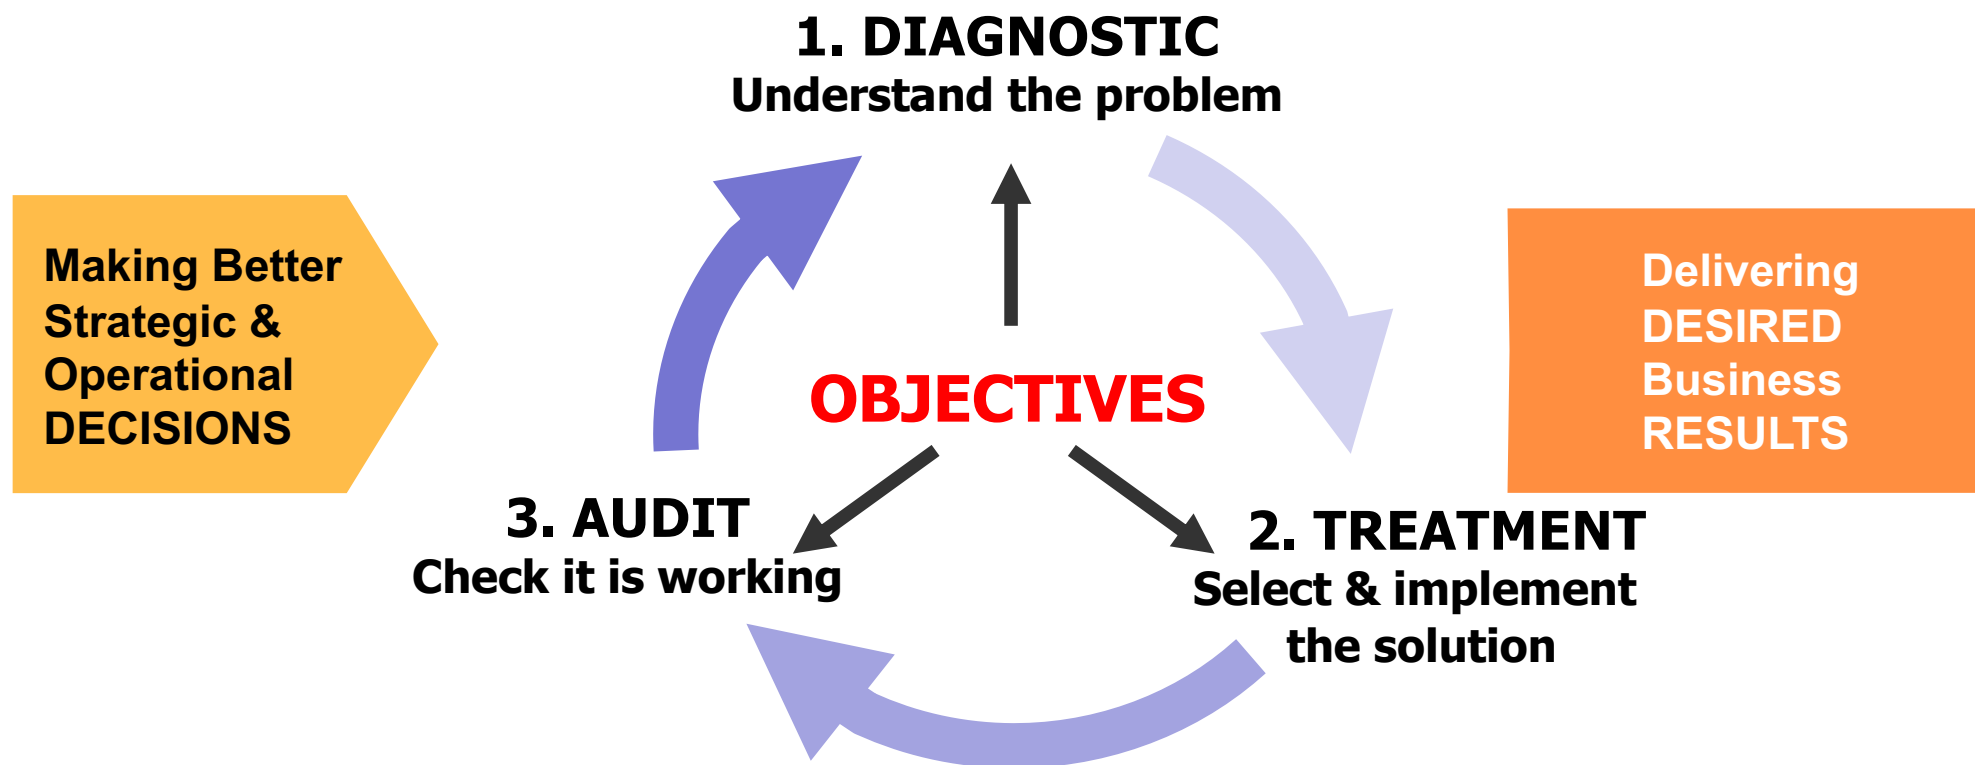 1. DIAGNOSTIC
Understand the problem
Making Better
Strategic &
Operational
DECISIONS
Delivering
DESIRED
Business
RESULTS
OBJECTIVES
3. AUDIT
Check it is working
2. TREATMENT
Select & implement
the solution